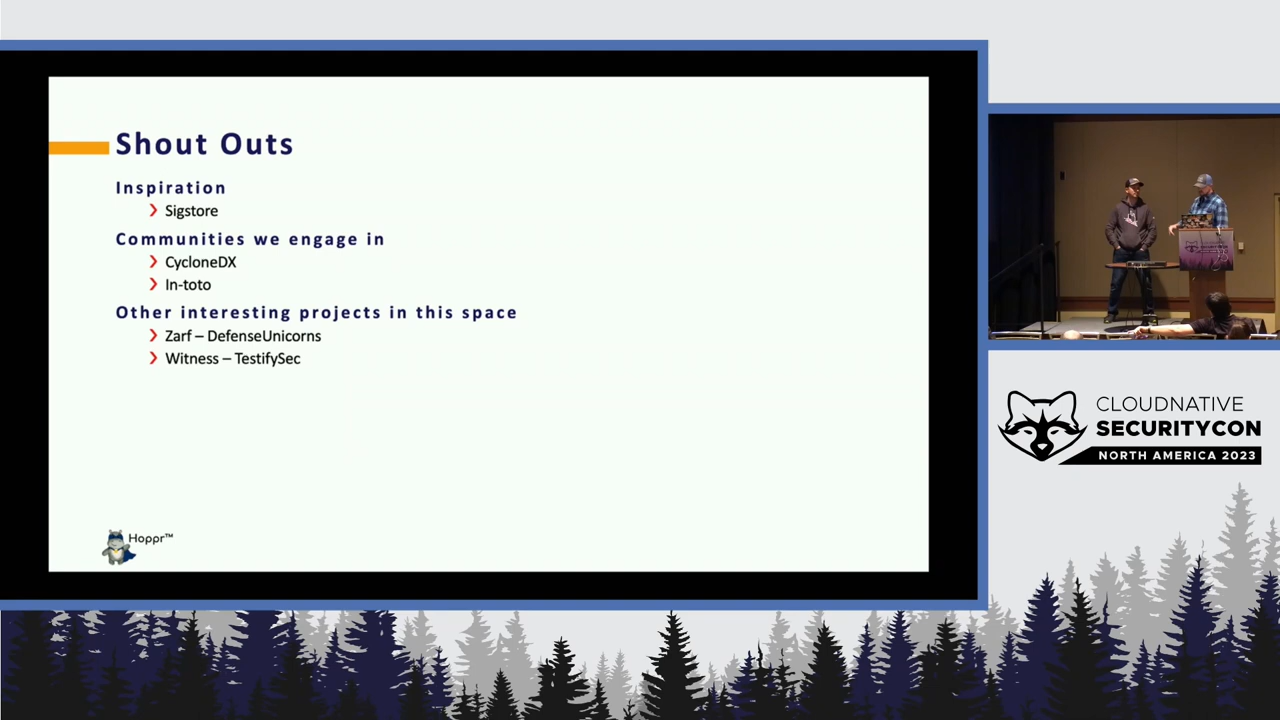 Shout Outs
Inspiration
❯ Sigstore
Communities we engage in
❯ CycloneDX
❯ In-toto
Other interesting projects in this space
❯ Zarf – DefenseUnicorns
❯ Witness – TestifySec
Hoppr™
CLOUDNATIVE
SECURITYCON
NORTH AMERICA 2023